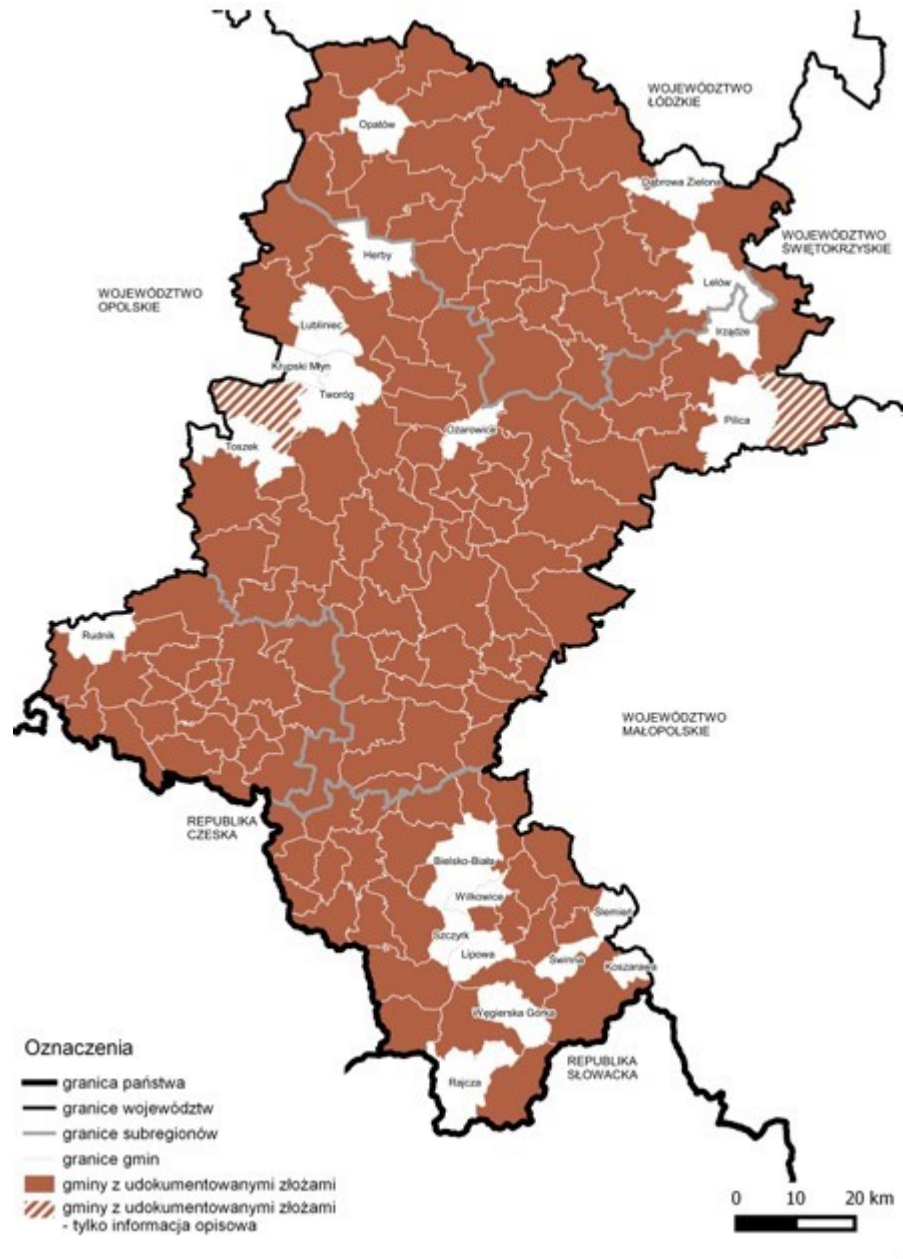 WOJEWÓDZTWO
ŁÓDZKIE
Opatów
Dąbrowa Zielona
WOJEWÓDZTWO
ŚWIĘTOKRZYSKIE
Herby
Lelów
WOJEWÓDZTWO
OPOLSKIE
Lubliniec
Irządze
Krupski Młyn
Tworóg
Pilica
Ożarowice
Toszek
Rudnik
WOJEWÓDZTWO
MAŁOPOLSKIE
REPUBLIKA
CZESKA
Bielsko-Biała
Wilkowice
Ślemień
Szczyrk
Lipowa
Świnna
Koszarawa
Węgierska Górka
REPUBLIKA
SŁOWACKA
Rajcza
Oznaczenia
granica państwa
granice województw
granice subregionów
granice gmin
gminy z udokumentowanymi złożami
gminy z udokumentowanymi złożami
- tylko informacja opisowa
0 10 20 km